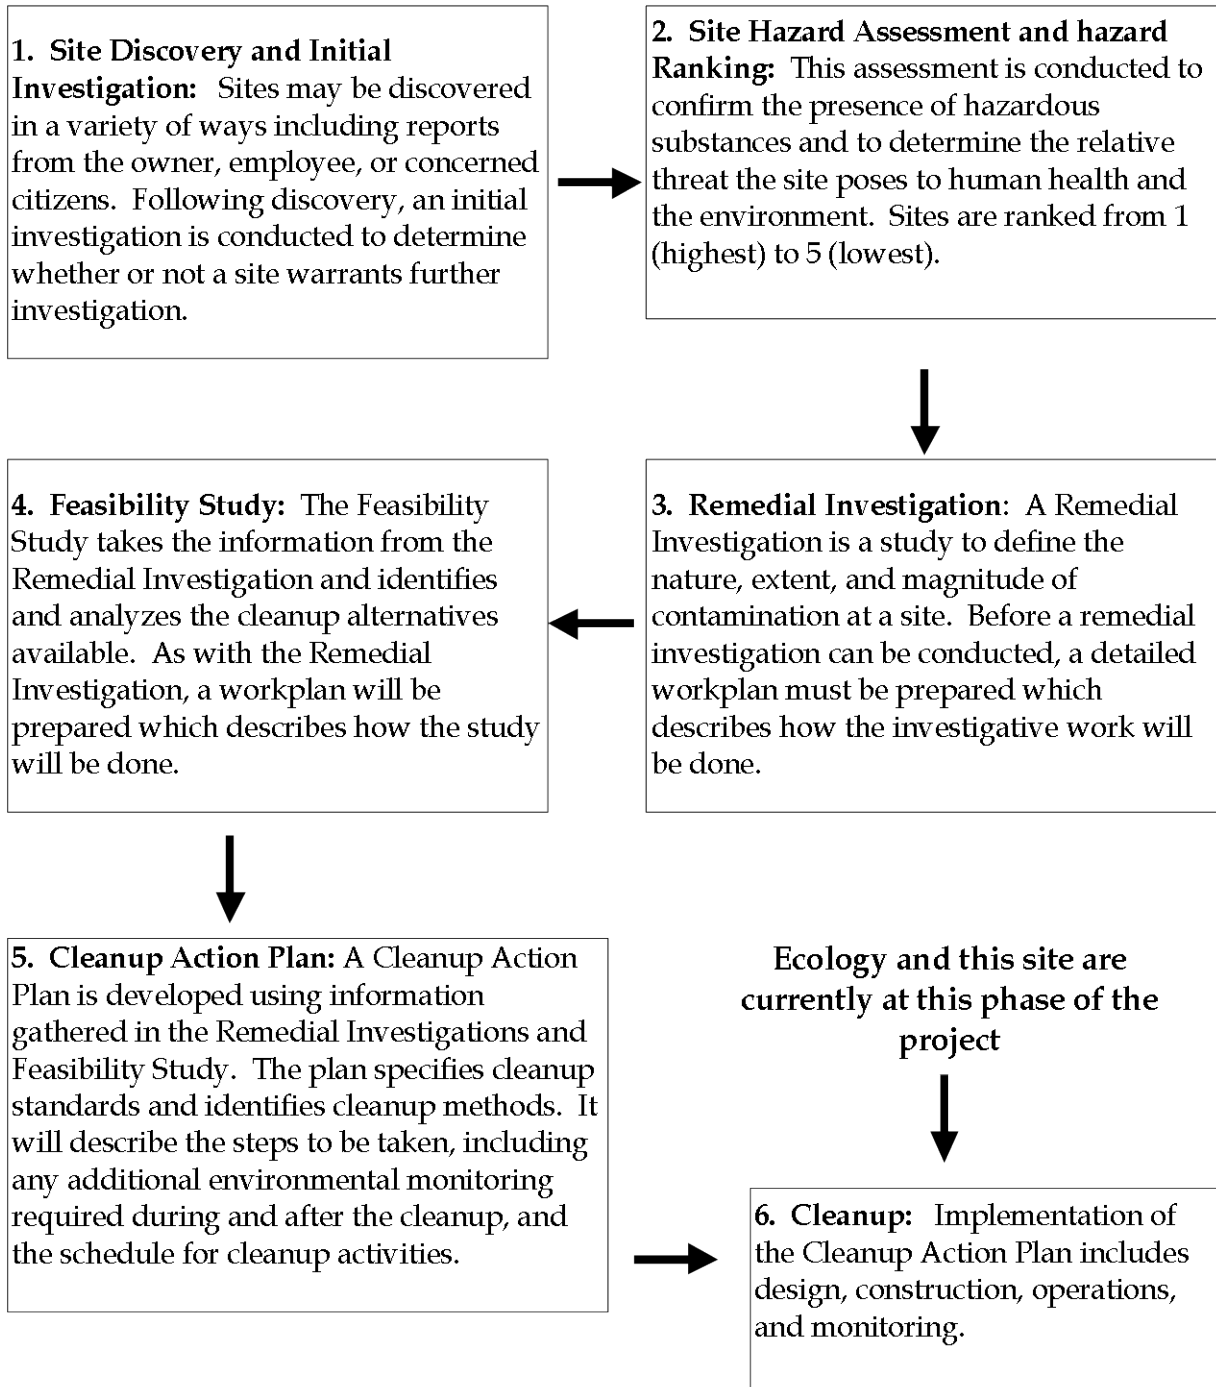 1. Site Discovery and Initial
Investigation: Sites may be discovered
in a variety of ways including reports
from the owner, employee, or concerned
citizens. Following discovery, an initial
investigation is conducted to determine
whether or not a site warrants further
investigation.
2. Site Hazard Assessment and hazard
Ranking: This assessment is conducted to
confirm the presence of hazardous
substances and to determine the relative
threat the site poses to human health and
the environment. Sites are ranked from 1
(highest) to 5 (lowest).
3. Remedial Investigation: A Remedial
Investigation is a study to define the
nature, extent, and magnitude of
contamination at a site. Before a remedial
investigation can be conducted, a detailed
workplan must be prepared which
describes how the investigative work will
be done.
4. Feasibility Study: The Feasibility
Study takes the information from the
Remedial Investigation and identifies
and analyzes the cleanup alternatives
available. As with the Remedial
Investigation, a workplan will be
prepared which describes how the study
will be done.
5. Cleanup Action Plan: A Cleanup Action
Plan is developed using information
gathered in the Remedial Investigations and
Feasibility Study. The plan specifies cleanup
standards and identifies cleanup methods. It
will describe the steps to be taken, including
any additional environmental monitoring
required during and after the cleanup, and
the schedule for cleanup activities.
Ecology and this site are
currently at this phase of the
project
6. Cleanup: Implementation of
the Cleanup Action Plan includes
design, construction, operations,
and monitoring.